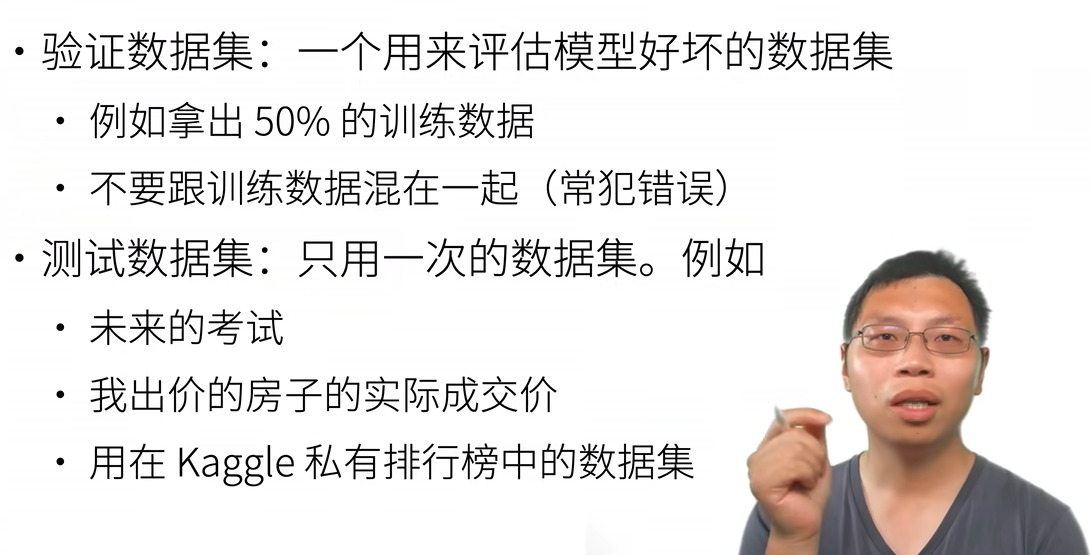 • 验证数据集：一个用来评估模型好坏的数据集
• 例如拿出 50% 的训练数据
• 不要跟训练数据混在一起（常犯错误）
• 测试数据集：只用一次的数据集。例如
• 未来的考试
• 我出价的房子的实际成交价
• 用在 Kaggle 私有排行榜中的数据集